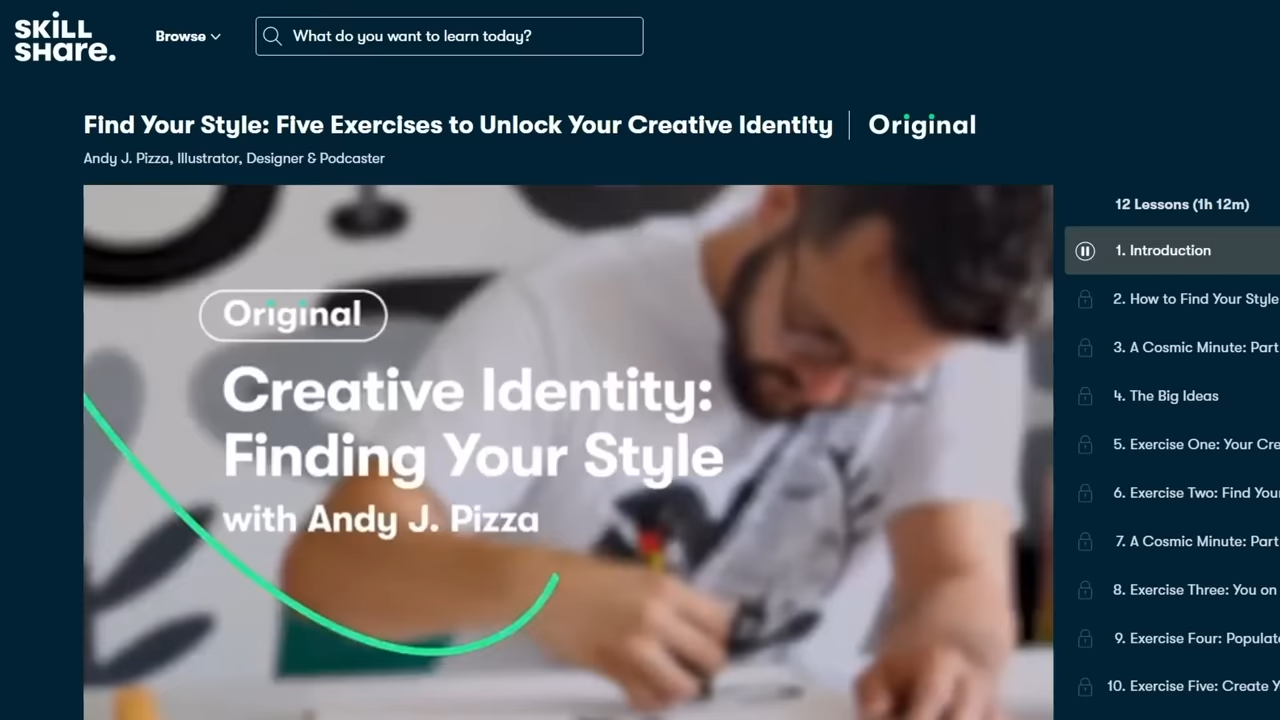 SKILL
SHare.
Browse
What do you want to learn today?
Find Your Style: Five Exercises to Unlock Your Creative Identity
Original
Andy J. Pizza, Illustrator, Designer & Podcaster
Original
Creative Identity:
Finding Your Style
with Andy J. Pizza
12 Lessons (1h 12m)
1. Introduction
2. How to Find Your Style
3. A Cosmic Minute: Part
4. The Big Ideas
5. Exercise One: Your Cre
6. Exercise Two: Find You
7. A Cosmic Minute: Part
8. Exercise Three: You on
9. Exercise Four: Populat
10. Exercise Five: Create Y